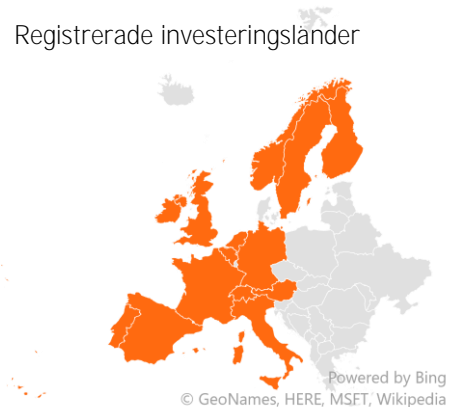 Registrerade investeringsländer
Powered by Bing
© GeoNames, HERE, MSFT, Wikipedia